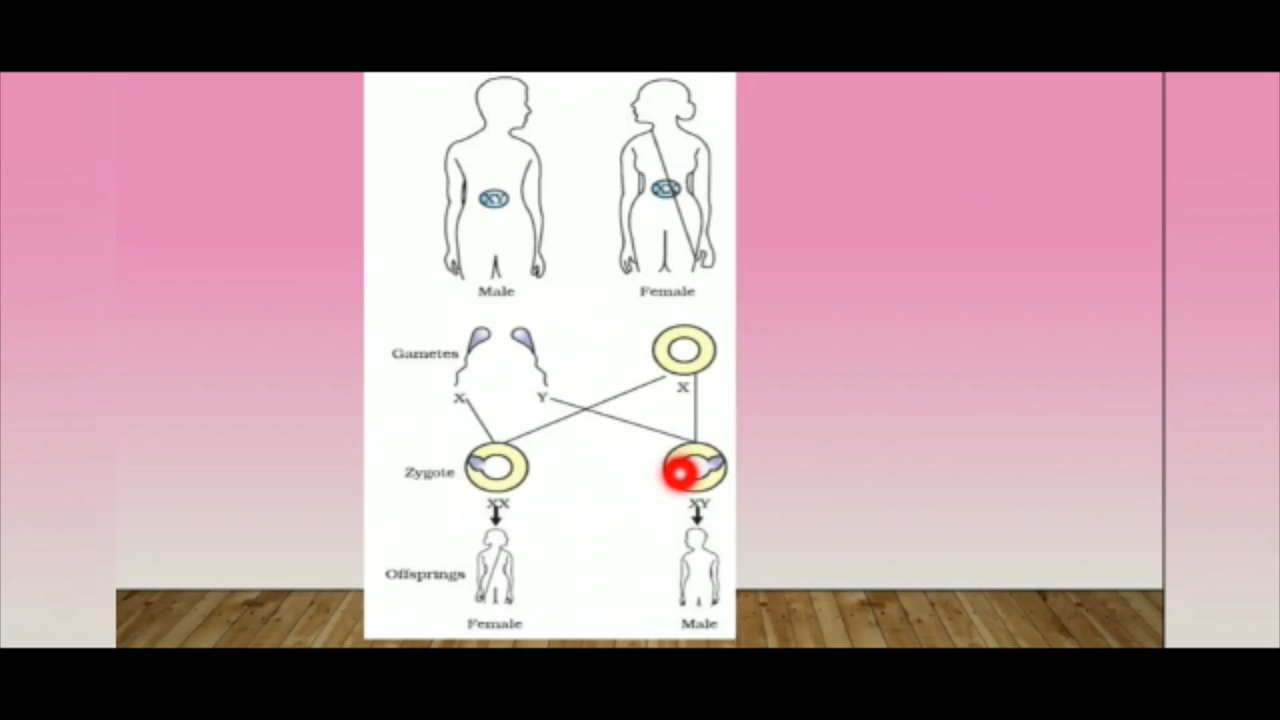 XY
XX
Male
Female
Gametes
X
Y
X
Zygote
XX
XY
Offsprings
Female
Male